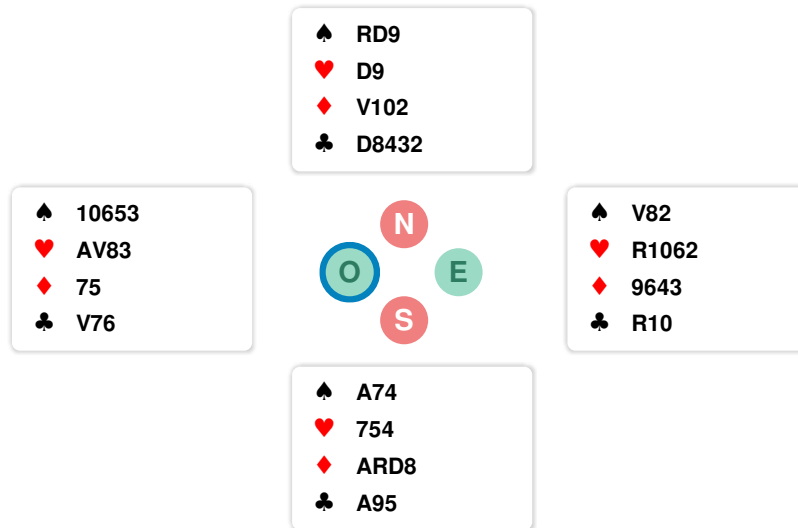 ♠ RD9
♥ D9
♦ V102
♣ D8432
♠ 10653
♥ AV83
♦ 75
♣ V76
N
O E
S
♠ V82
♥ R1062
♦ 9643
♣ R10
♠ A74
♥ 754
♦ ARD8
♣ A95